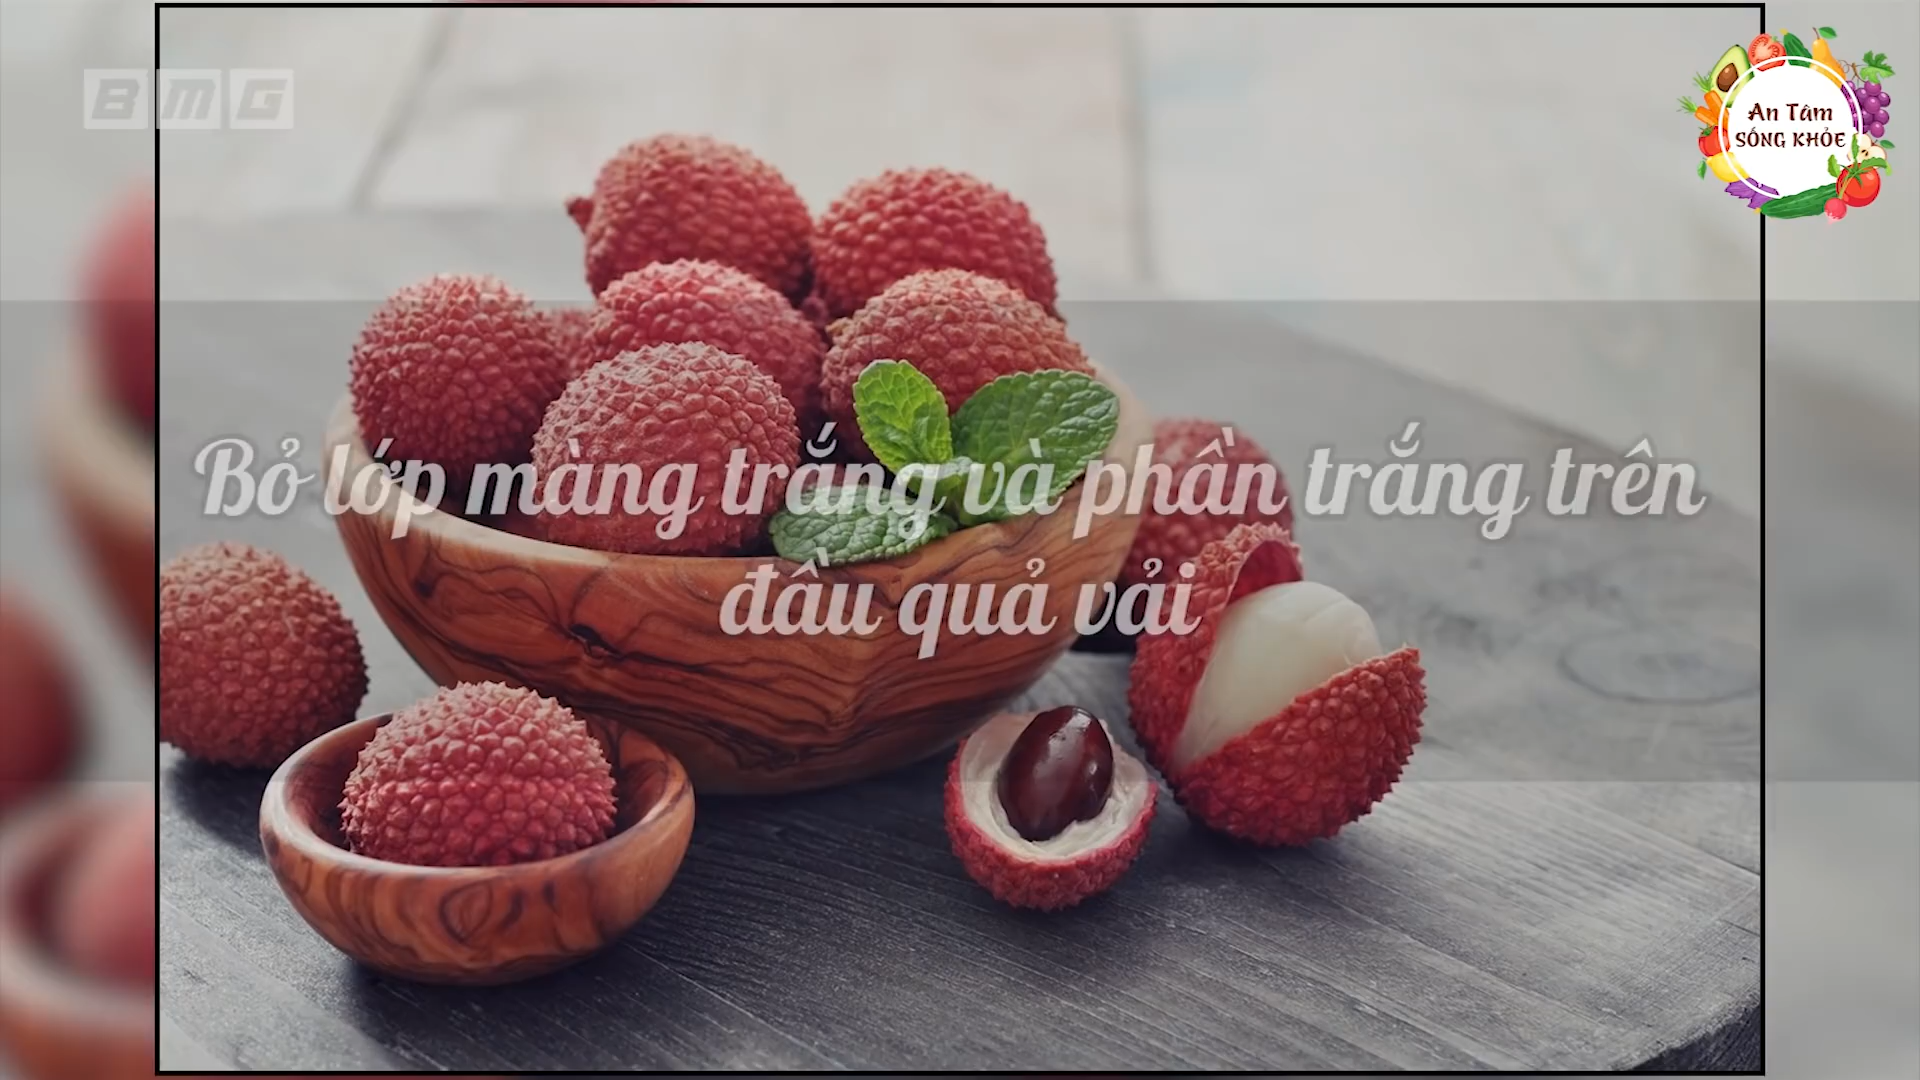 BMG
An Tâm
SỐNG KHỎE
Bỏ lớp màng trắng và phần trắng trên
đầu quả vải